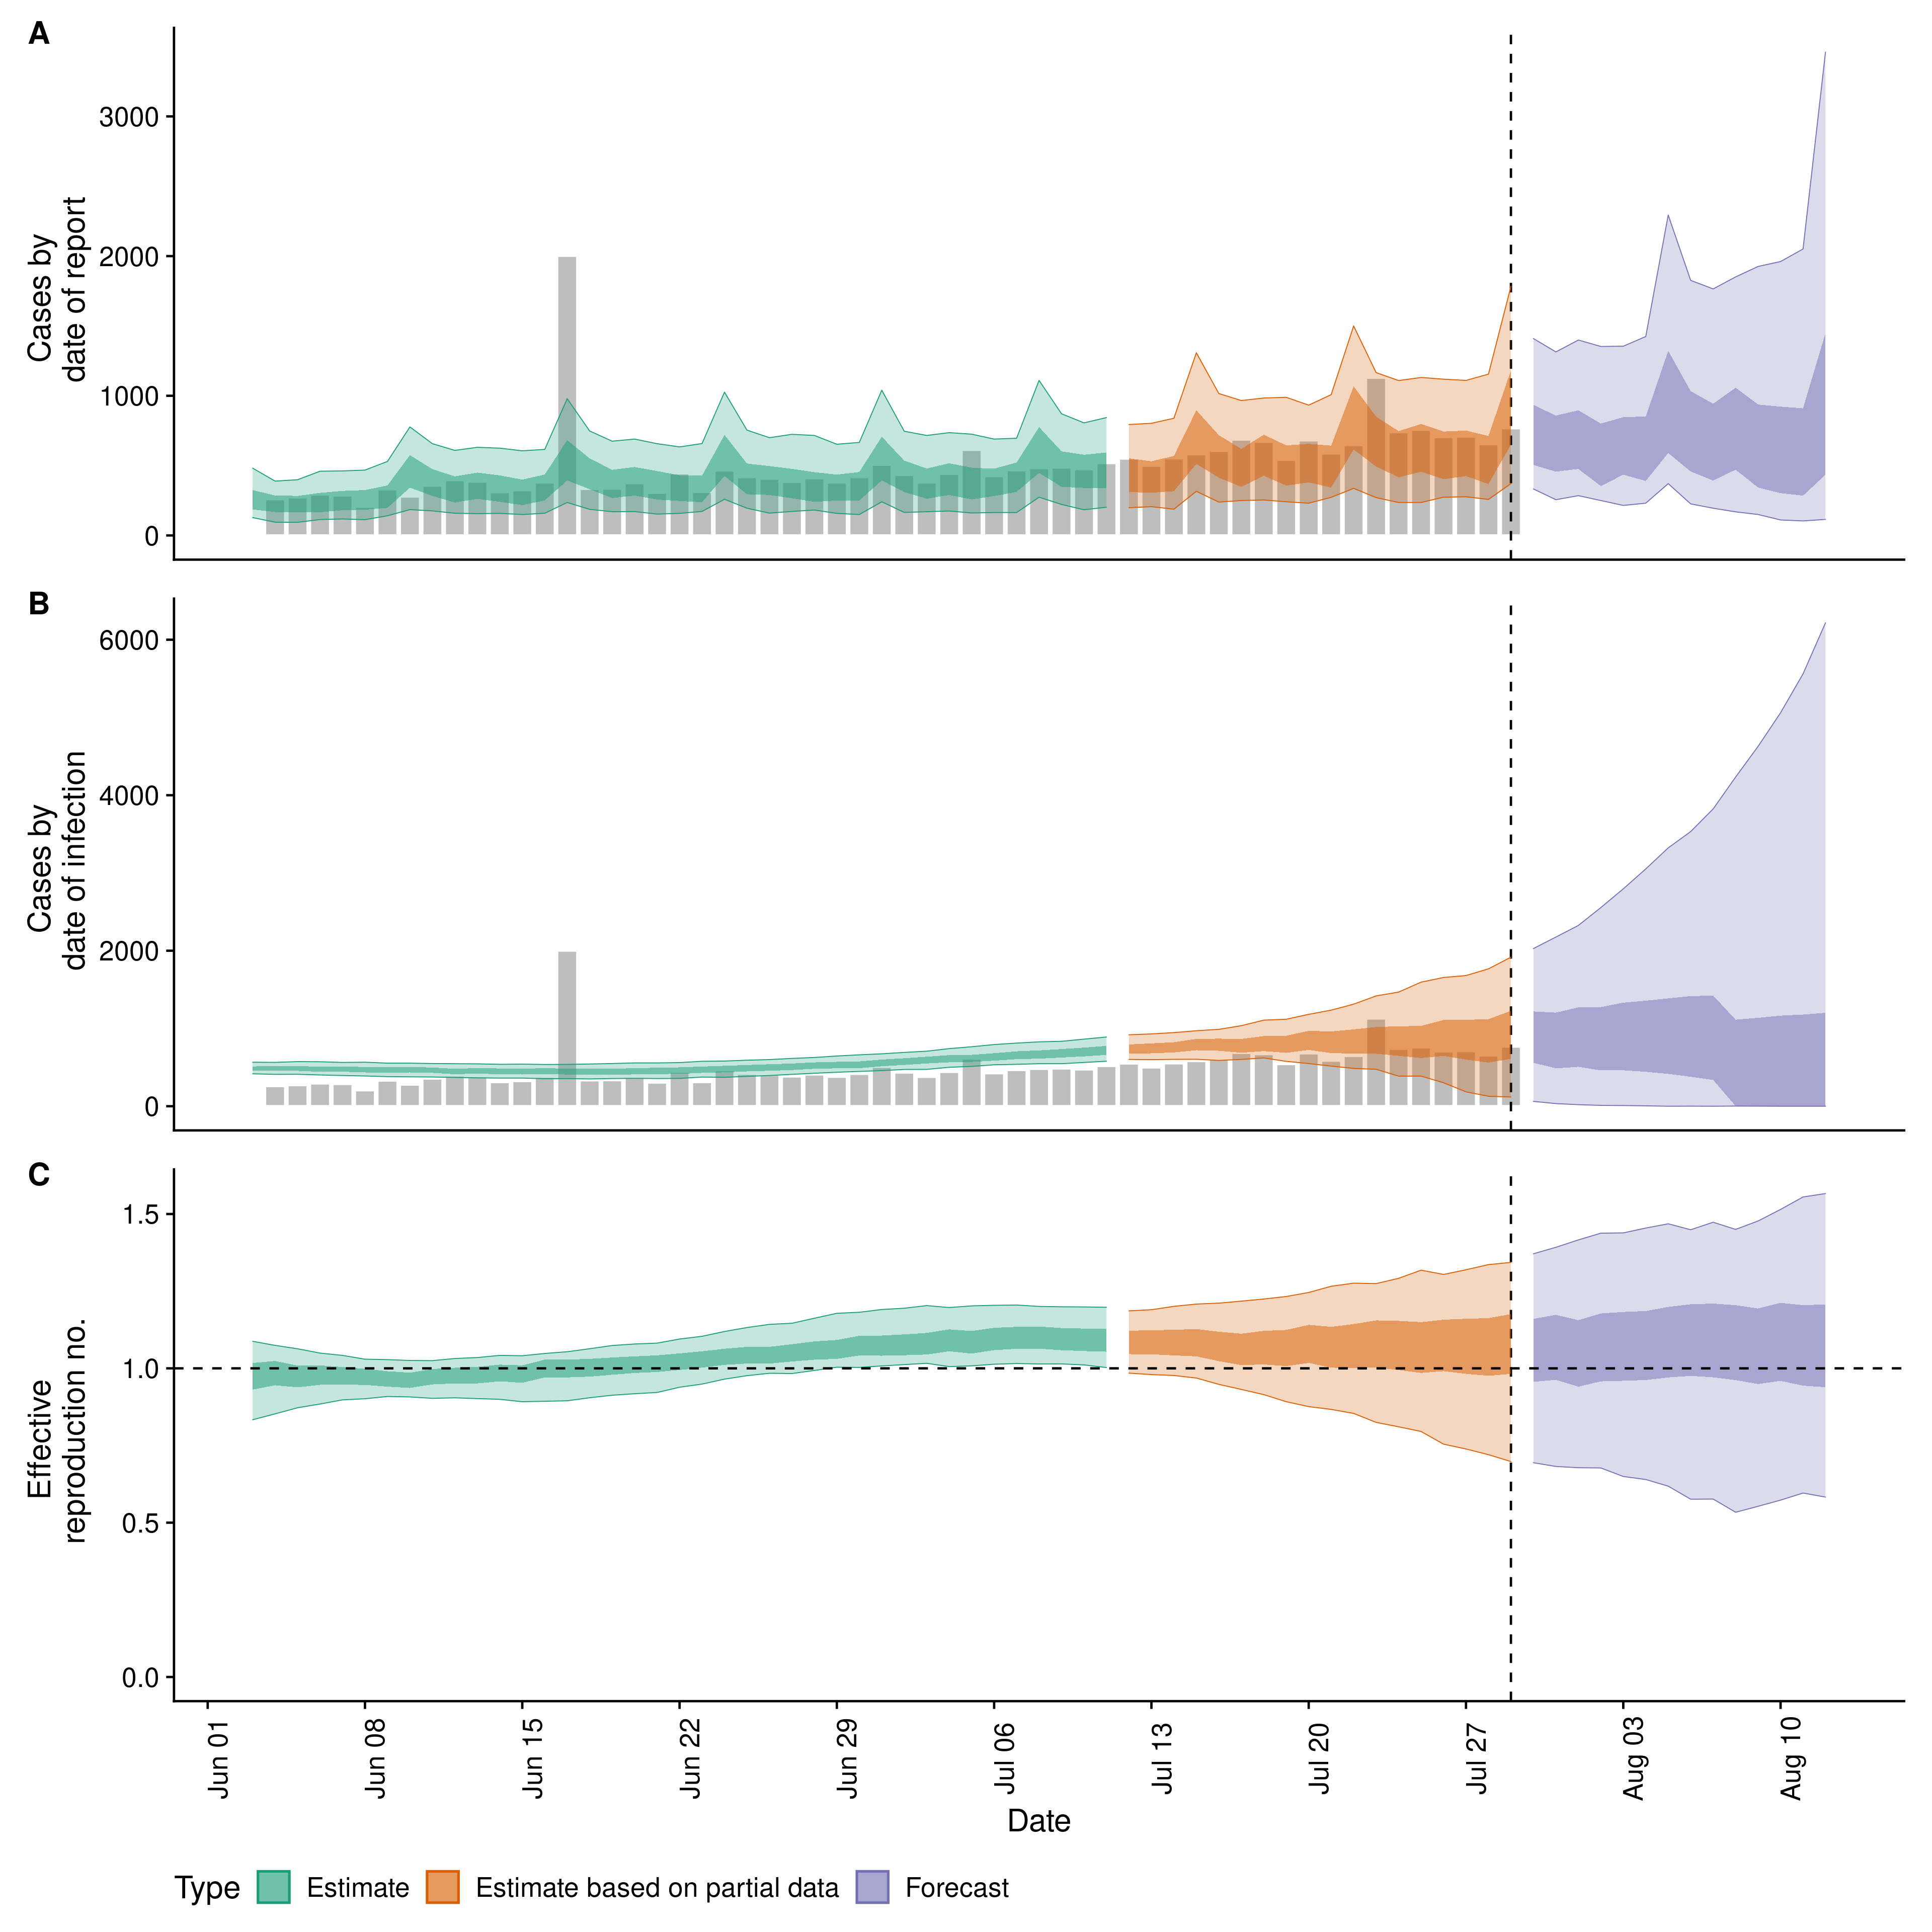 A
Cases by
date of report
3000
2000
1000
0
B
Cases by
date of infection
6000
4000
2000
0
C
Effective
reproduction no.
1.5
1.0
0.5
0.0
Jun 01
Jun 08
Jun 15
Jun 22
Jun 29
Jul 06
Jul 13
Jul 20
Jul 27
Aug 03
Aug 10
Date
Type Estimate Estimate based on partial data Forecast